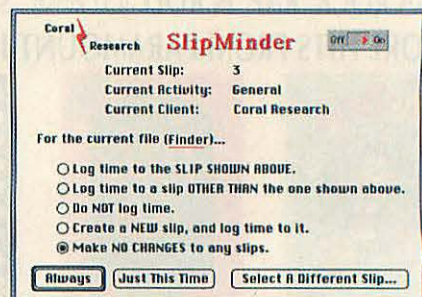 Coral Research SlipMinder Off On
Current Slip: 3
Current Activity: General
Current Client: Coral Research
For the current file (Finder)...
Log time to the SLIP SHOWN ABOVE.
Log time to a slip OTHER THAN the one shown above.
Do NOT log time.
Create a NEW slip, and log time to it.
Make NO CHANGES to any slips.
Always Just This Time Select A Different Slip...